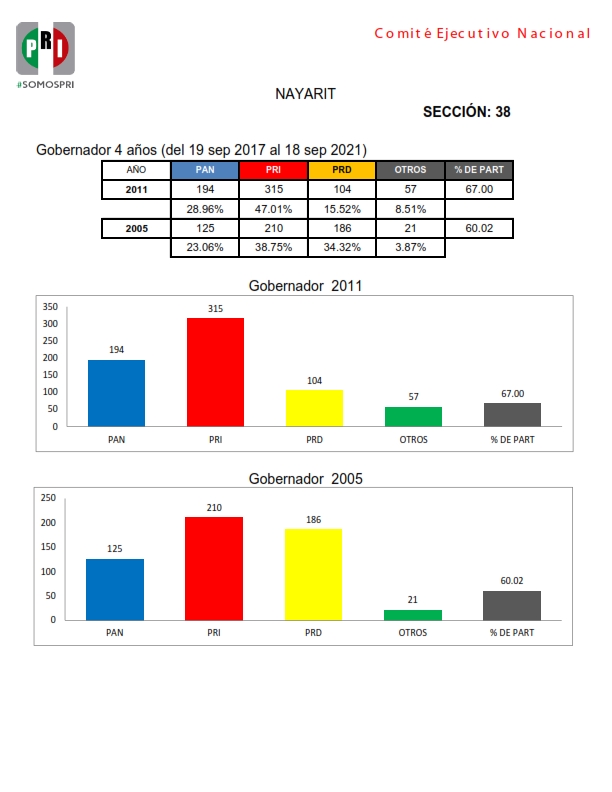 PRI
#SOMOSPRI
Comité Ejecutivo Nacional
NAYARIT
SECCIÓN: 38
Gobernador 4 años (del 19 sep 2017 al 18 sep 2021)
AÑO PAN PRI PRD OTROS % DE PART
2011 194 315 104 57 67.00
28.96% 47.01% 15.52% 8.51%
2005 125 210 186 21 60.02
23.06% 38.75% 34.32% 3.87%
Gobernador 2011
350
300
250
200
150
100
50
0
194
315
104
57
67.00
PAN PRI PRD OTROS % DE PART
Gobernador 2005
250
200
150
100
50
0
125
210
186
21
60.02
PAN PRI PRD OTROS % DE PART